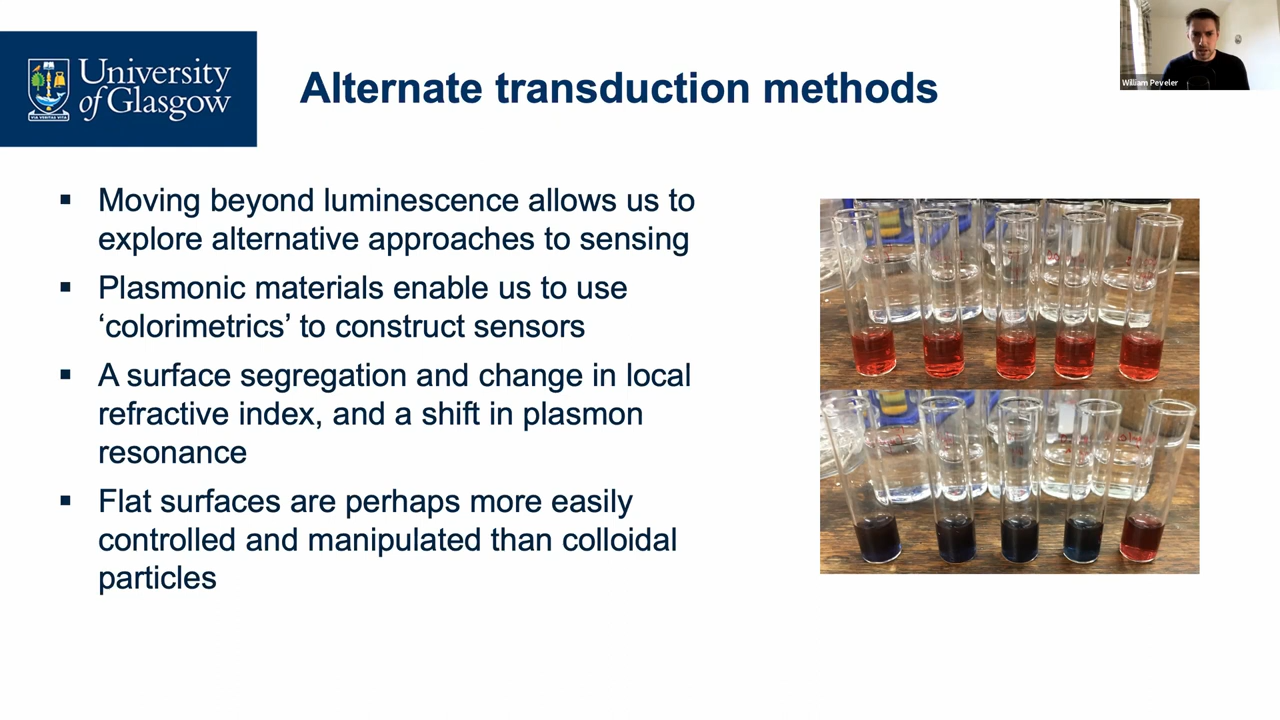 University
of Glasgow
VIA VERITAS VITA
Alternate transduction methods
William Peveler
▪ Moving beyond luminescence allows us to
explore alternative approaches to sensing
▪ Plasmonic materials enable us to use
‘colorimetrics’ to construct sensors
▪ A surface segregation and change in local
refractive index, and a shift in plasmon
resonance
▪ Flat surfaces are perhaps more easily
controlled and manipulated than colloidal
particles